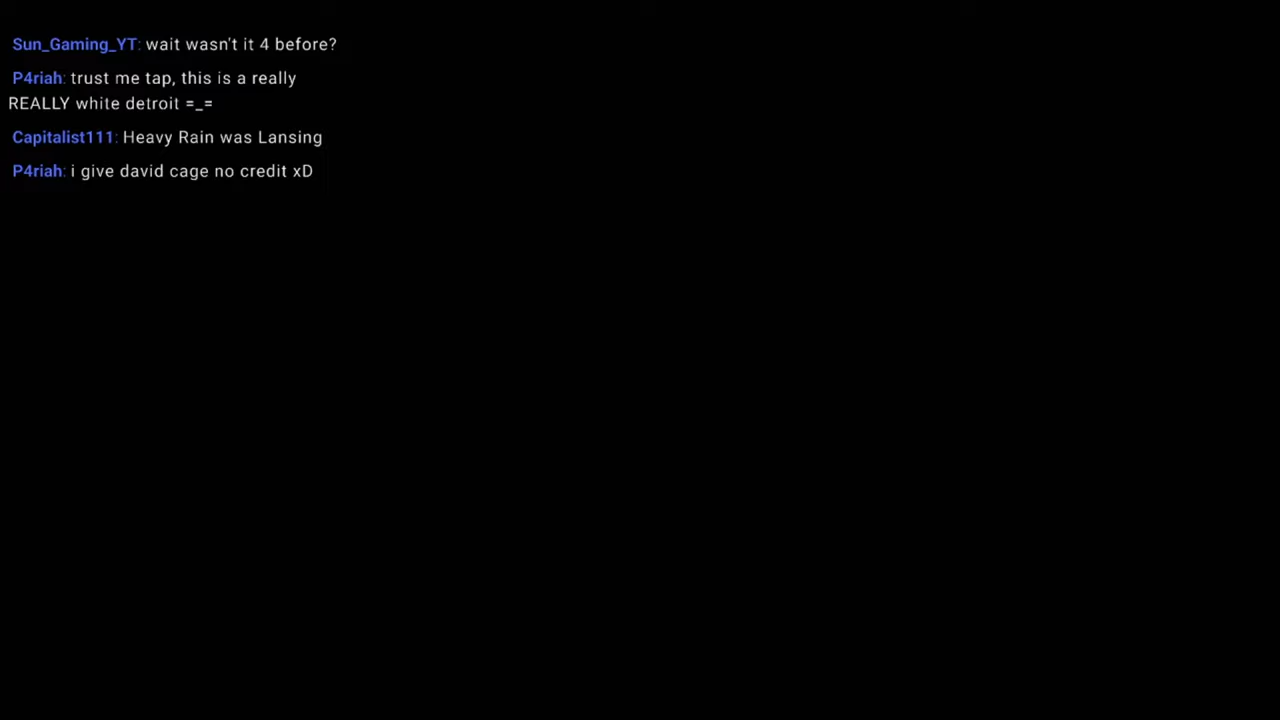 Sun_Gaming_YT: wait wasn't it 4 before?
P4riah: trust me tap, this is a really
REALLY white detroit =_=
Capitalist111: Heavy Rain was Lansing
P4riah: i give david cage no credit xD